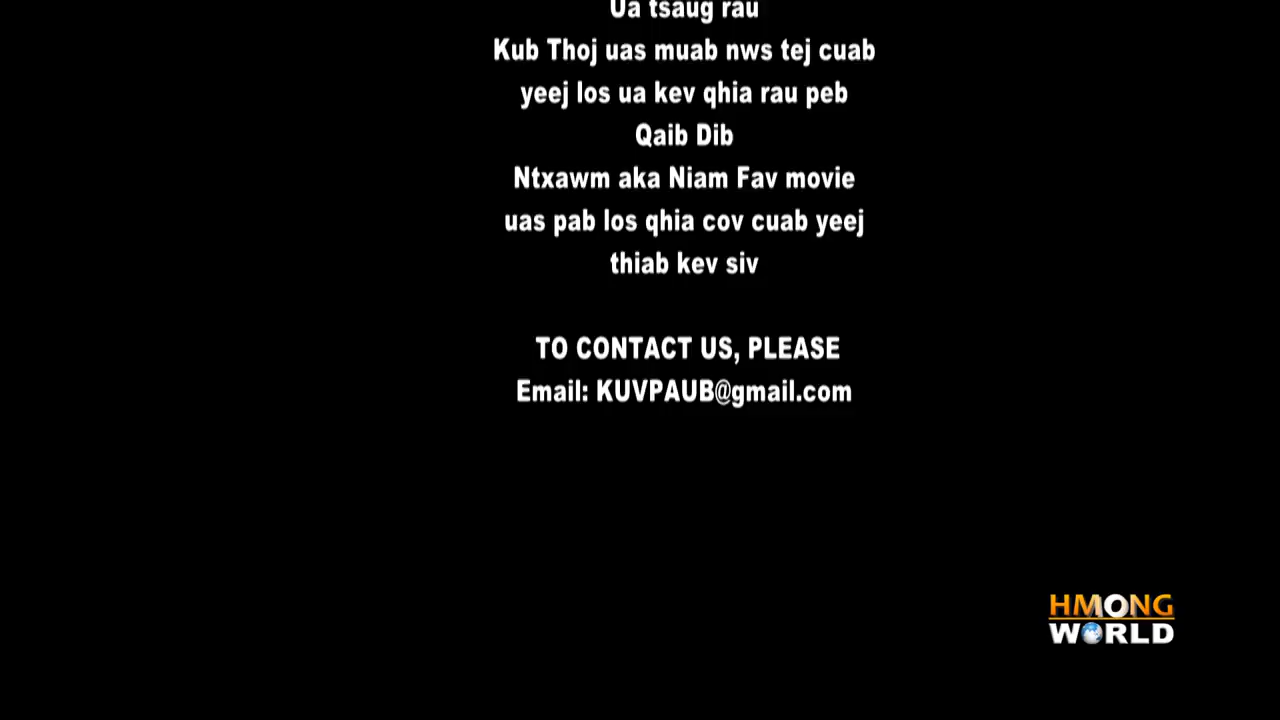 Ua tsaug rau
Kub Thoj uas muab nws tej cuab
yeej los ua kev qhia rau peb
Qaib Dib
Ntxawm aka Niam Fav movie
uas pab los qhia cov cuab yeej
thiab kev siv
TO CONTACT US, PLEASE
Email: KUVPAUB@gmail.com
HMONG
WORLD